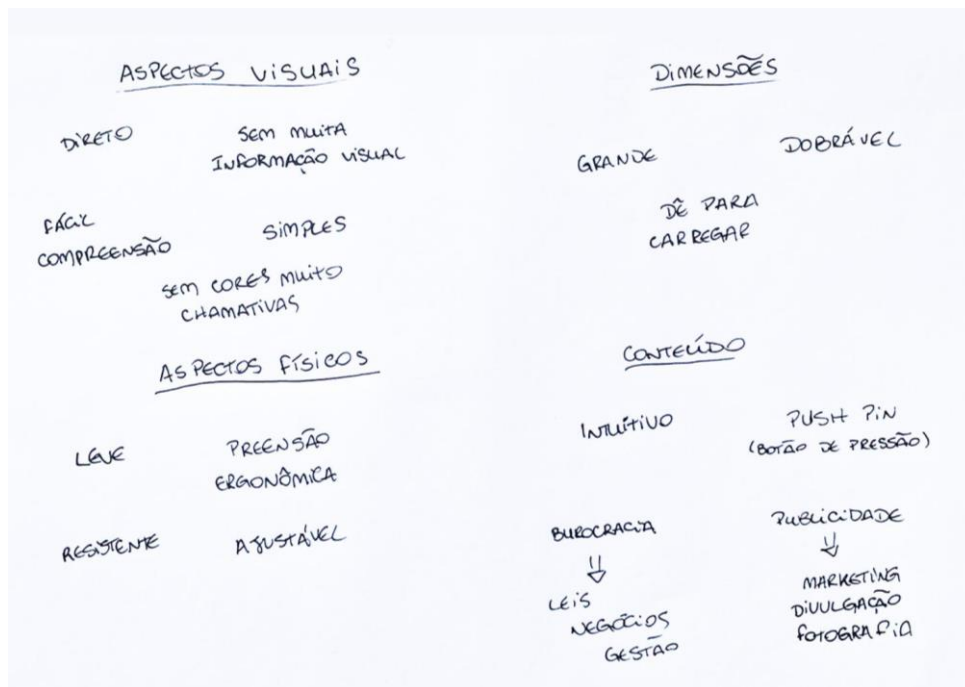 ASPECTOS VISUAIS
DIRETO
SEM MUITA
INFORMAÇÃO VISUAL
FÁCIL
COMPREENSÃO
SIMPLES
SEM CORES MUITO
CHAMATIVAS
ASPECTOS FÍSICOS
LEVE
PREENSÃO
ERGONÔMICA
RESISTENTE
AJUSTÁVEL
DIMENSÕES
GRANDE
DOBRÁVEL
DÊ PARA
CARREGAR
CONTEÚDO
INTUÍTIVO
PUSH PIN
(BOTÃO DE PRESSÃO)
BUROCRACIA
⇓
LEIS
NEGÓCIOS
GESTÃO
PUBLICIDADE
⇓
MARKETING
DIVULGAÇÃO
FOTOGRAFIA